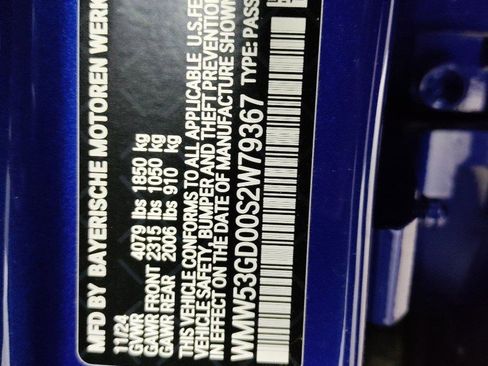 MFD BY BAYERISCHE MOTOREN WERK
11/24
GVWR 4079 lbs 1850 kg
GAWR FRONT 2315 lbs 1050 kg
GAWR REAR 2006 lbs 910 kg
THIS VEHICLE CONFORMS TO ALL APPLICABLE U.S.FE
VEHICLE SAFETY, BUMPER AND THEFT PREVENTION
IN EFFECT ON THE DATE OF MANUFACTURE SHOWN
WMW53GD00S2W79367 TYPE: PASS